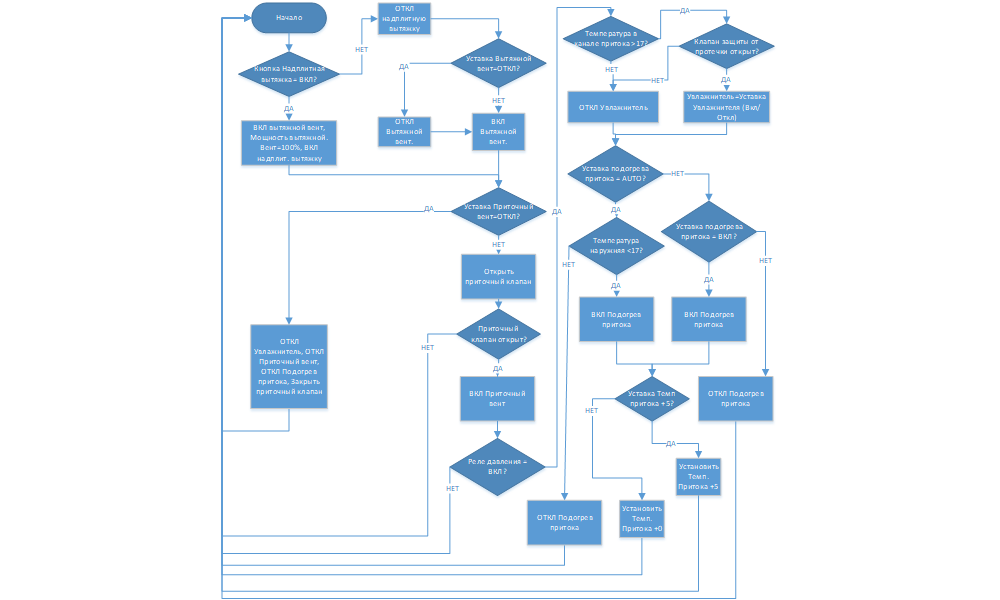 Начало
Кнопка Надплитная
вытяжка = ВКЛ?
НЕТ
ДА
ВКЛ вытяжной вент,
Мощность вытяжной.
Вент=100%, ВКЛ
надплит. вытяжку
ОТКЛ
надплитную
вытяжку
Уставка Вытяжной
вент=ОТКЛ?
ДА
НЕТ
ОТКЛ
Вытяжной
вент.
ВКЛ
Вытяжной
вент.
Уставка Приточный
вент=ОТКЛ?
ДА
НЕТ
ОТКЛ
Увлажнитель, ОТКЛ
Приточный вент,
ОТКЛ Подогрев
притока, Закрыть
приточный клапан
Открыть
приточный клапан
Приточный
клапан открыт?
НЕТ
ДА
ВКЛ Приточный
вент
Реле давления =
ВКЛ?
НЕТ
ДА
Температура в
канале притока>17?
ДА
НЕТ
Клапан защиты от
протечки открыт?
НЕТ
ДА
ОТКЛ Увлажнитель
Увлажнитель=Уставка
Увлажнителя (Вкл/
Откл)
Уставка подогрева
притока = AUTO?
НЕТ
ДА
Температура
наружняя <17?
НЕТ
ДА
Уставка подогрева
притока = ВКЛ?
НЕТ
ДА
ВКЛ Подогрев
притока
ВКЛ Подогрев
притока
Уставка Темп
притока +5?
НЕТ
ДА
ОТКЛ Подогрев
притока
Установить
Темп.
Притока +5
ОТКЛ Подогрев
притока
Установить
Темп.
Притока +0